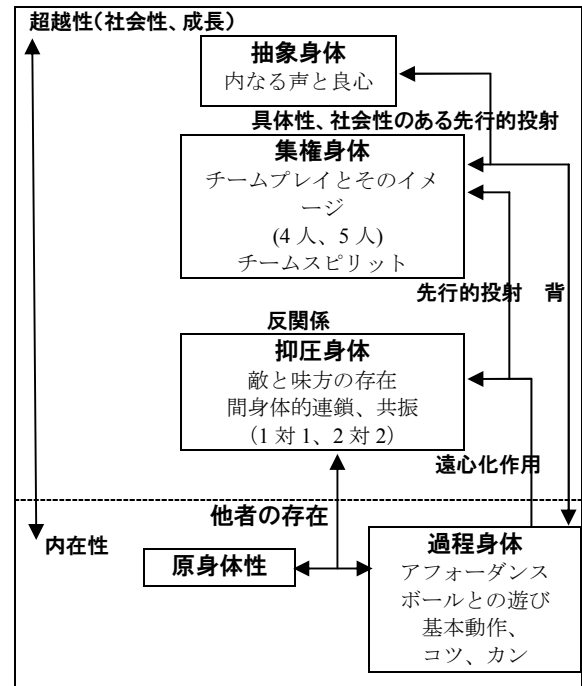 超越性（社会性、成長）
抽象身体
内なる声と良心
具体性、社会性のある先行的投射
集権身体
チームプレイとそのイメ
ージ
(4 人、5 人)
チームスピリット
先行的投射　背
反関係
抑圧身体
敵と味方の存在
間身体的連鎖、共振
（1 対 1、2 対 2）
遠心化作用
他者の存在
内在性
原身体性
過程身体
アフォーダンス
ボールとの遊び
基本動作、
コツ、カン